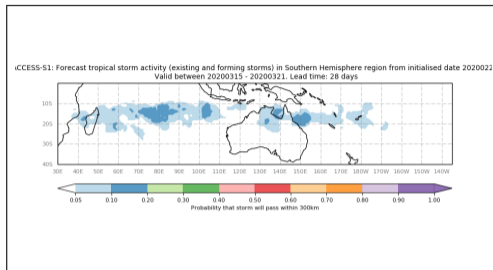 ACCESS-S1: Forecast tropical storm activity (existing and forming storms) in Southern Hemisphere region from initialised date 2020022
Valid between 20200315 - 20200321. Lead time: 28 days
10S
20S
30S
40S
30E 40E 50E 60E 70E 80E 90E 100E 110E 120E 130E 140E 150E 160E 170E 180E 170W 160W 150W 140W
0.05 0.10 0.20 0.30 0.40 0.50 0.60 0.70 0.80 0.90 1.00
Probability that storm will pass within 300km